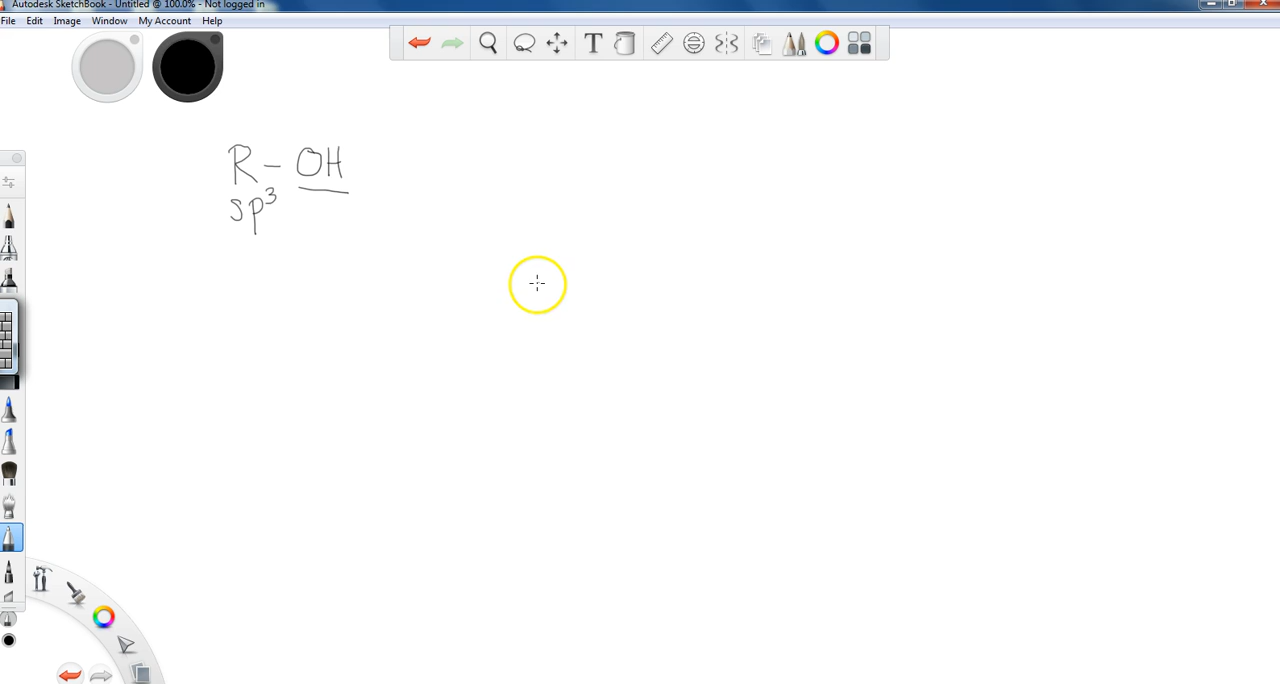 Autodesk SketchBook - Untitled @ 100.0% - Not logged in
File Edit Image Window My Account Help
T
R - OH
sp³